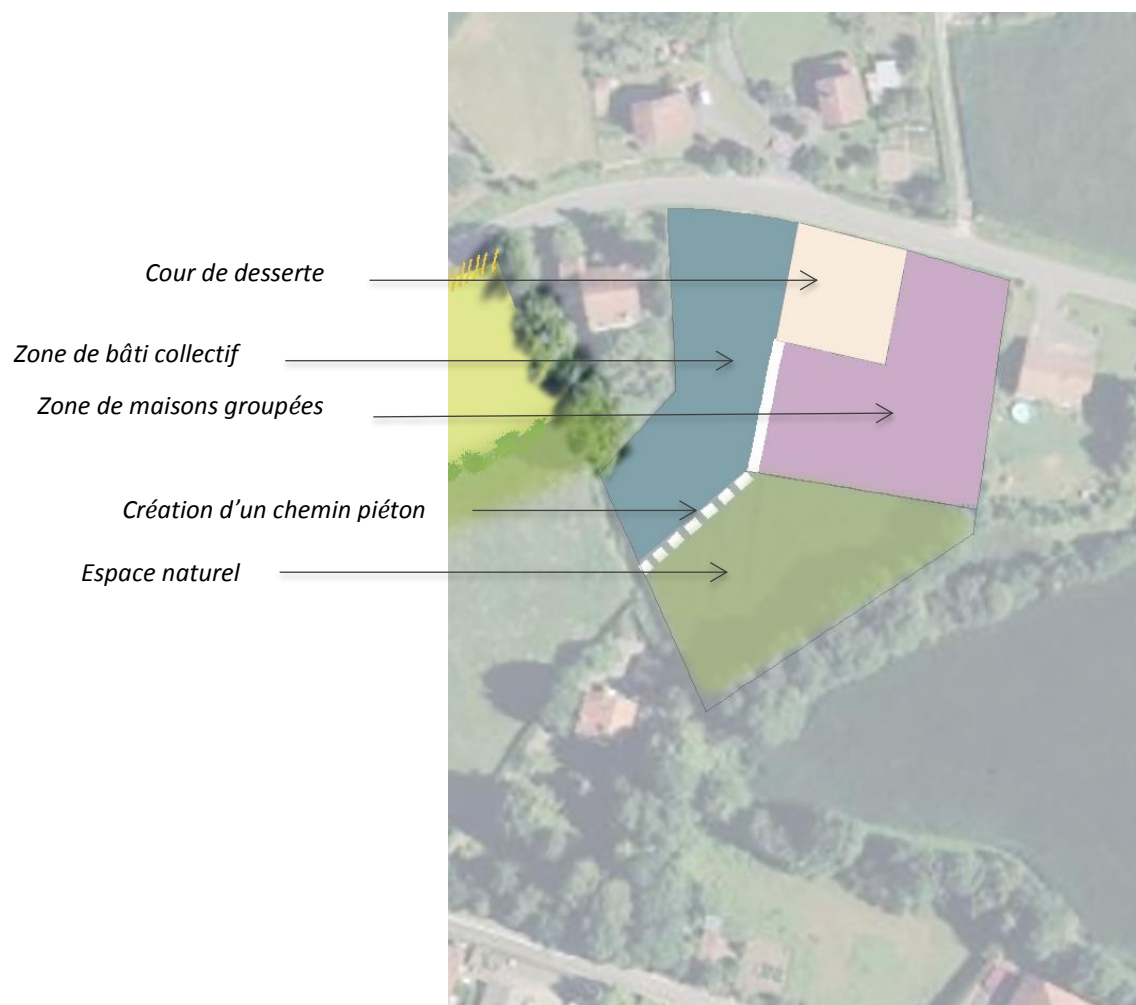 Cour de desserte
Zone de bâti collectif
Zone de maisons groupées
Création d’un chemin piéton
Espace naturel